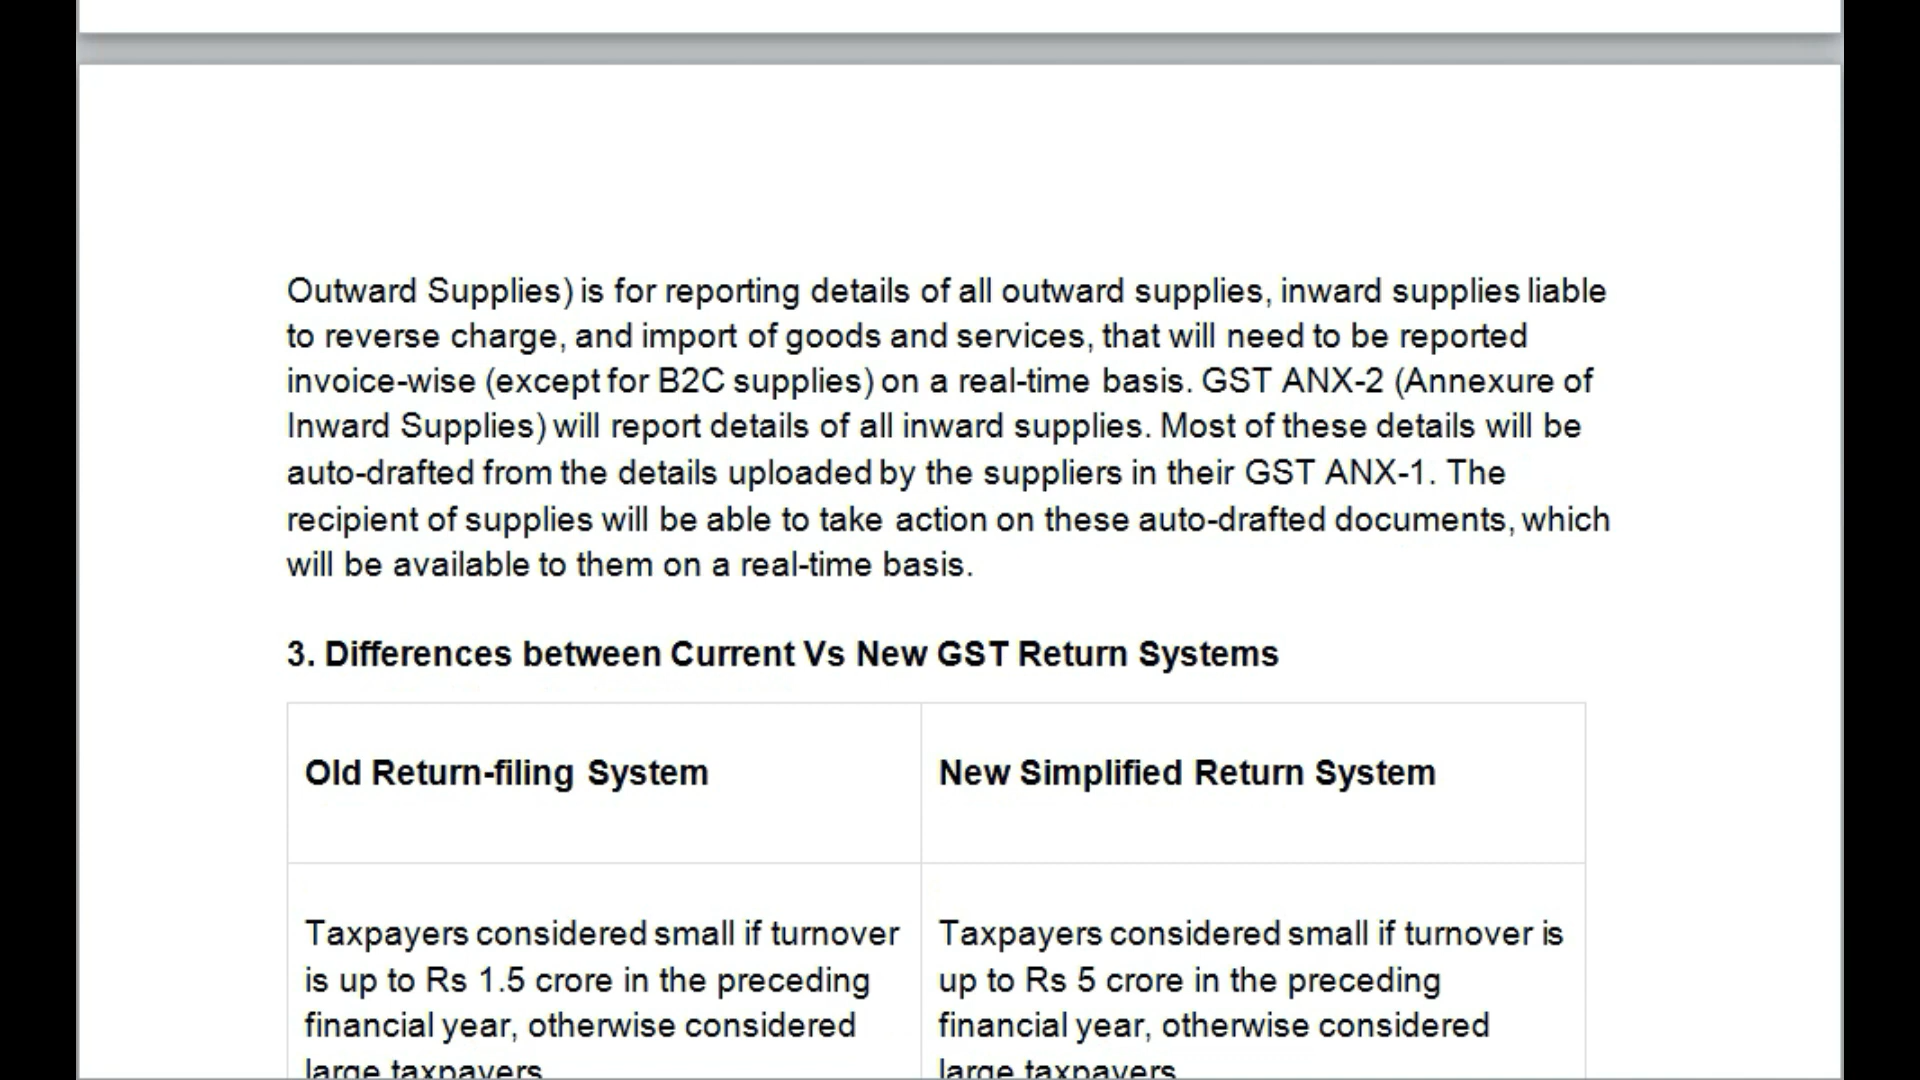 Outward Supplies) is for reporting details of all outward supplies, inward supplies liable
to reverse charge, and import of goods and services, that will need to be reported
invoice-wise (except for B2C supplies) on a real-time basis. GST ANX-2 (Annexure of
Inward Supplies) will report details of all inward supplies. Most of these details will be
auto-drafted from the details uploaded by the suppliers in their GST ANX-1. The
recipient of supplies will be able to take action on these auto-drafted documents, which
will be available to them on a real-time basis.
3. Differences between Current Vs New GST Return Systems
Old Return-filing System
New Simplified Return System
Taxpayers considered small if turnover
is up to Rs 1.5 crore in the preceding
financial year, otherwise considered
large taxpayers
Taxpayers considered small if turnover is
up to Rs 5 crore in the preceding
financial year, otherwise considered
large taxpayers